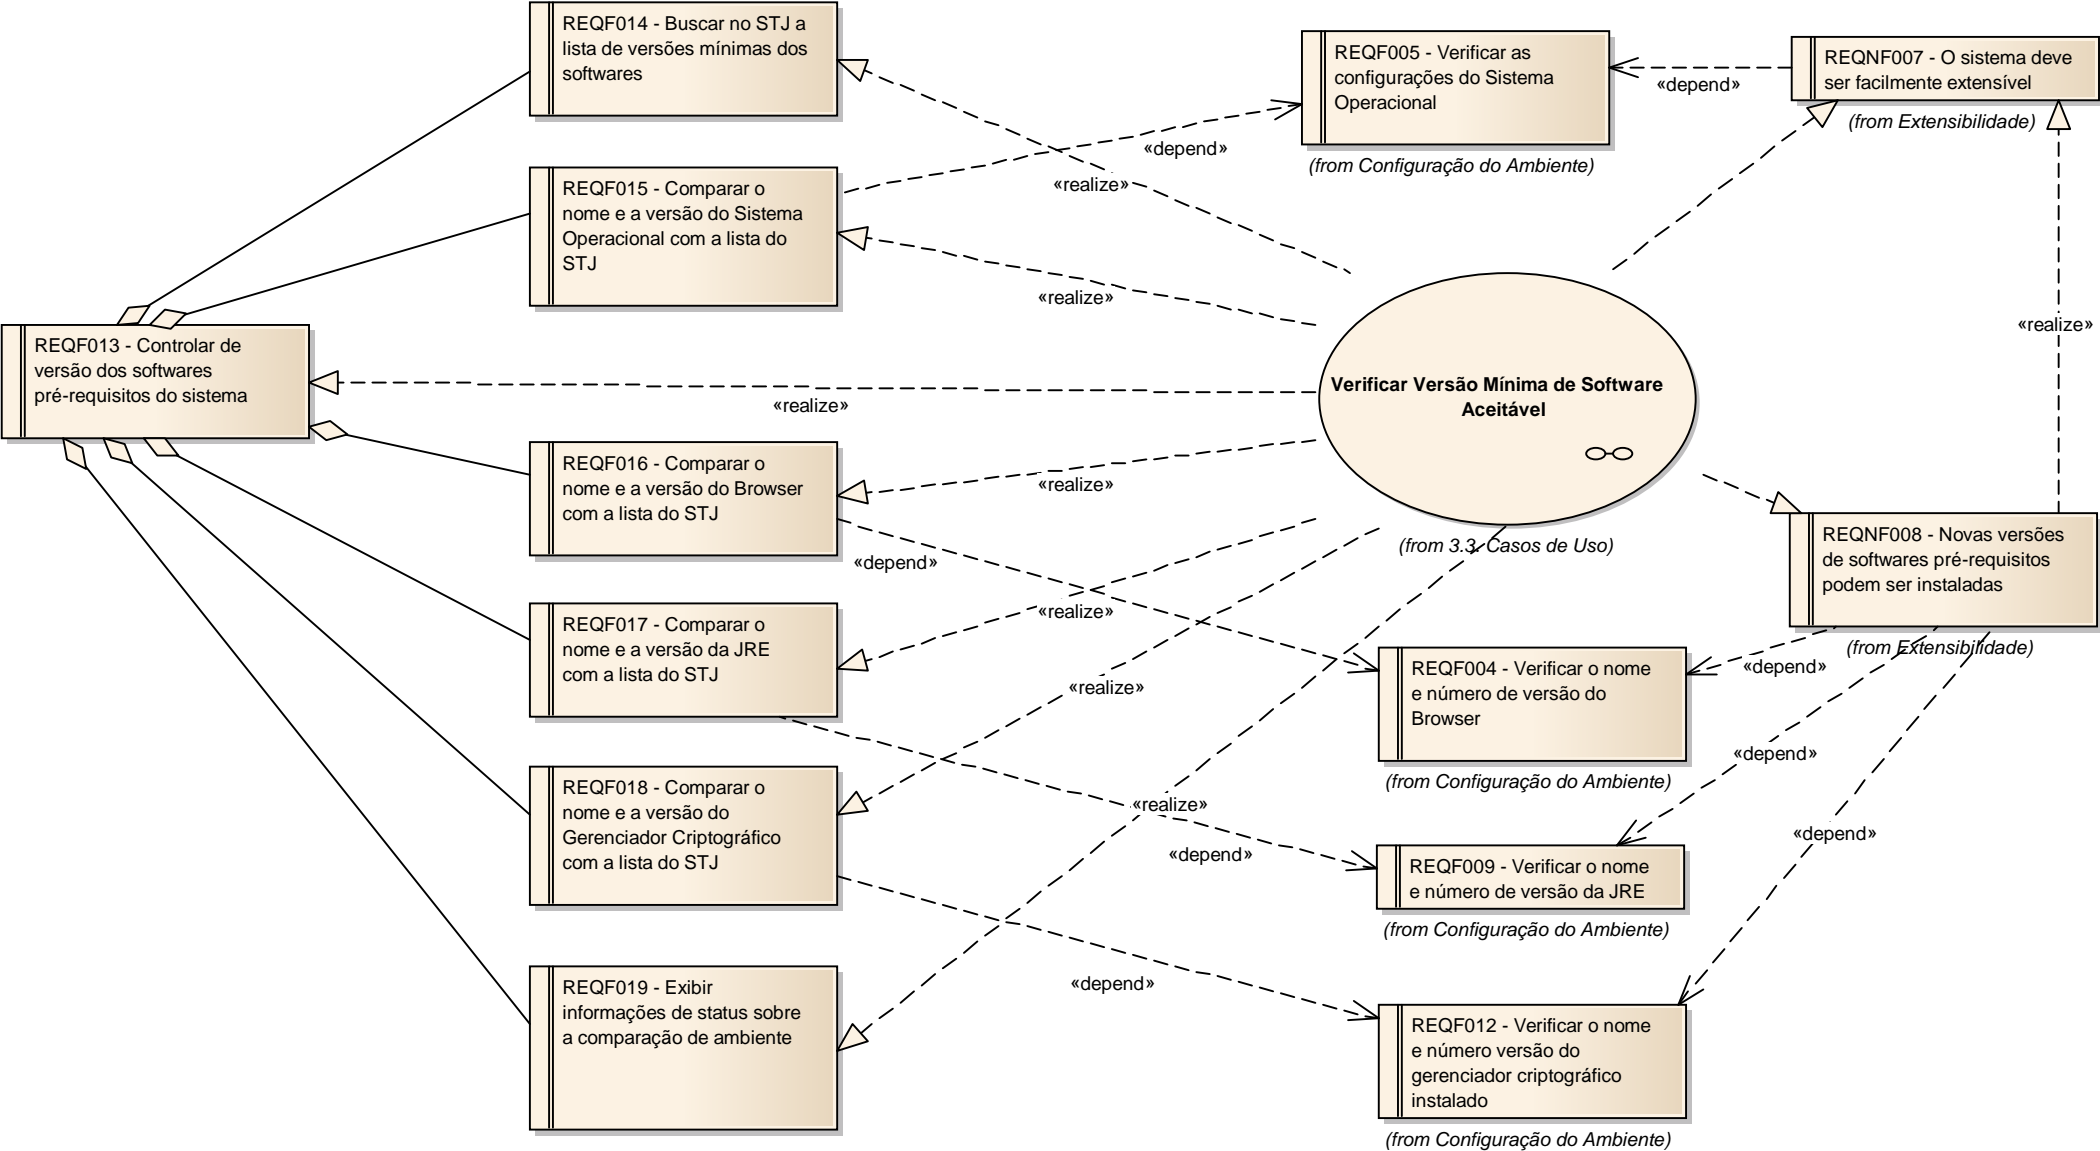 REQF014 - Buscar no STJ a
lista de versões mínimas dos
softwares
REQF005 - Verificar as
configurações do Sistema
Operacional
(from Configuração do Ambiente)
«depend»
REQNF007 - O sistema deve
ser facilmente extensível
(from Extensibilidade)
«depend»
«realize»
REQF015 - Comparar o
nome e a versão do Sistema
Operacional com a lista do
STJ
«realize»
«realize»
REQF013 - Controlar de
versão dos softwares
pré-requisitos do sistema
«realize»
Verificar Versão Mínima de Software
Aceitável
(from 3.3. Casos de Uso)
REQF016 - Comparar o
nome e a versão do Browser
com a lista do STJ
«realize»
«depend»
REQNF008 - Novas versões
de softwares pré-requisitos
podem ser instaladas
(from Extensibilidade)
REQF017 - Comparar o
nome e a versão da JRE
com a lista do STJ
«realize»
«realize»
REQF004 - Verificar o nome
e número de versão do
Browser
(from Configuração do Ambiente)
«depend»
«depend»
«depend»
REQF018 - Comparar o
nome e a versão do
Gerenciador Criptográfico
com a lista do STJ
«realize»
«depend»
REQF009 - Verificar o nome
e número de versão da JRE
(from Configuração do Ambiente)
REQF019 - Exibir
informações de status sobre
a comparação de ambiente
«depend»
REQF012 - Verificar o nome
e número versão do
gerenciador criptográfico
instalado
(from Configuração do Ambiente)